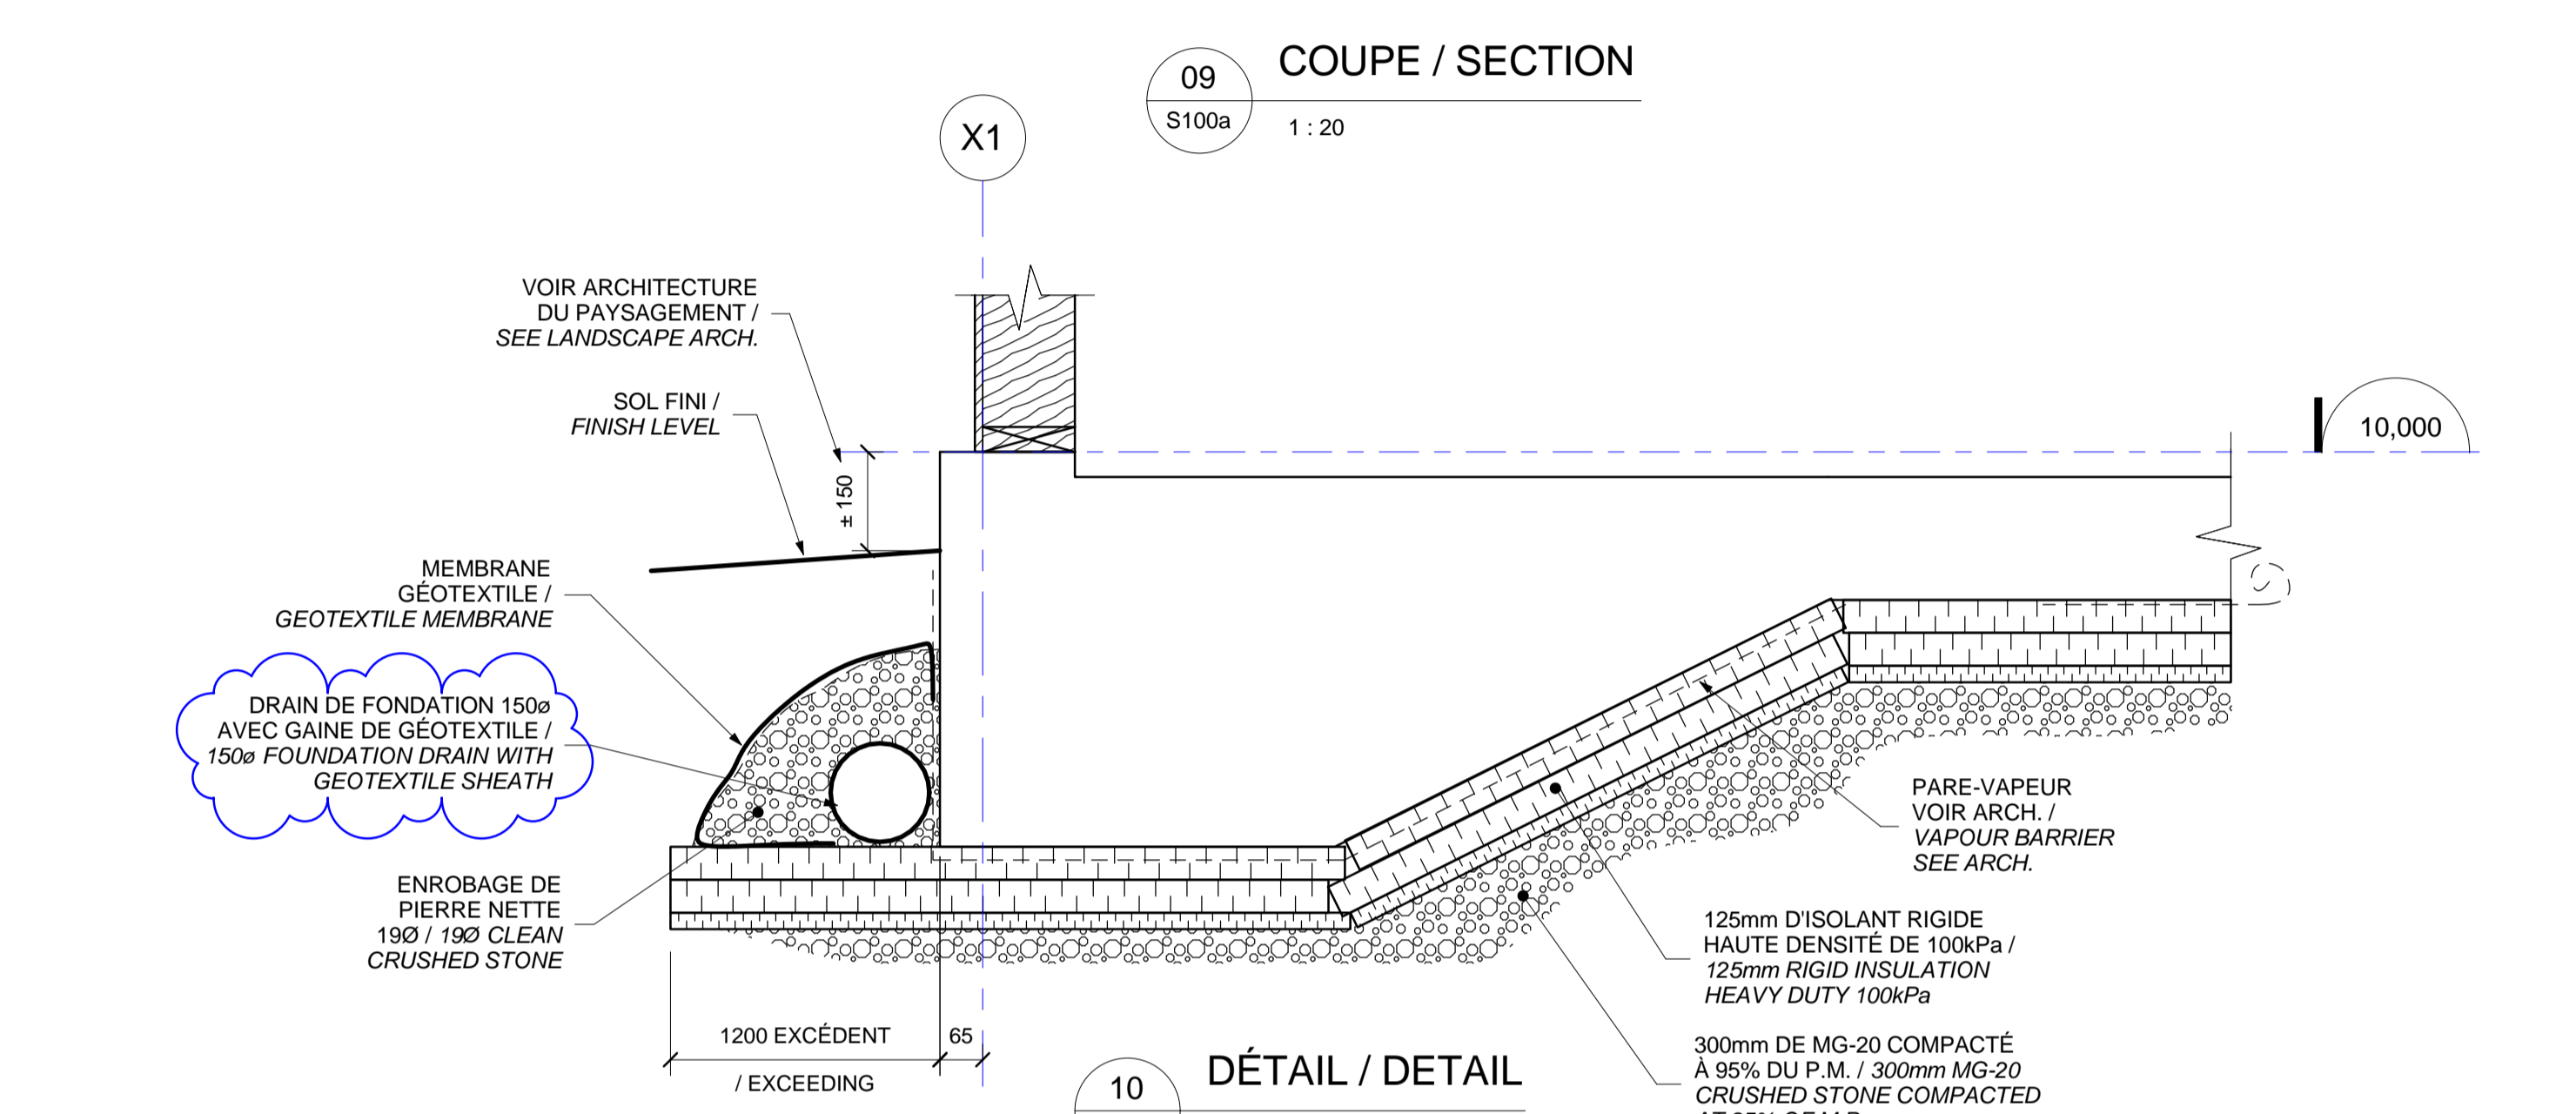 COUPE / SECTION
09
S100a
1 : 20
X1
VOIR ARCHITECTURE
DU PAYSAGEMENT /
SEE LANDSCAPE ARCH.
SOL FINI /
FINISH LEVEL
10,000
± 150
MEMBRANE
GÉOTEXTILE /
GEOTEXTILE MEMBRANE
DRAIN DE FONDATION 150ø
AVEC GAINE DE GÉOTEXTILE /
150ø FOUNDATION DRAIN WITH
GEOTEXTILE SHEATH
ENROBAGE DE
PIERRE NETTE
19Ø / 19Ø CLEAN
CRUSHED STONE
PARE-VAPEUR
VOIR ARCH. /
VAPOUR BARRIER
SEE ARCH.
125mm D'ISOLANT RIGIDE
HAUTE DENSITÉ DE 100kPa /
125mm RIGID INSULATION
HEAVY DUTY 100kPa
1200 EXCÉDENT
/ EXCEEDING
65
300mm DE MG-20 COMPACTÉ
À 95% DU P.M. / 300mm MG-20
CRUSHED STONE COMPACTED
DÉTAIL / DETAIL
10